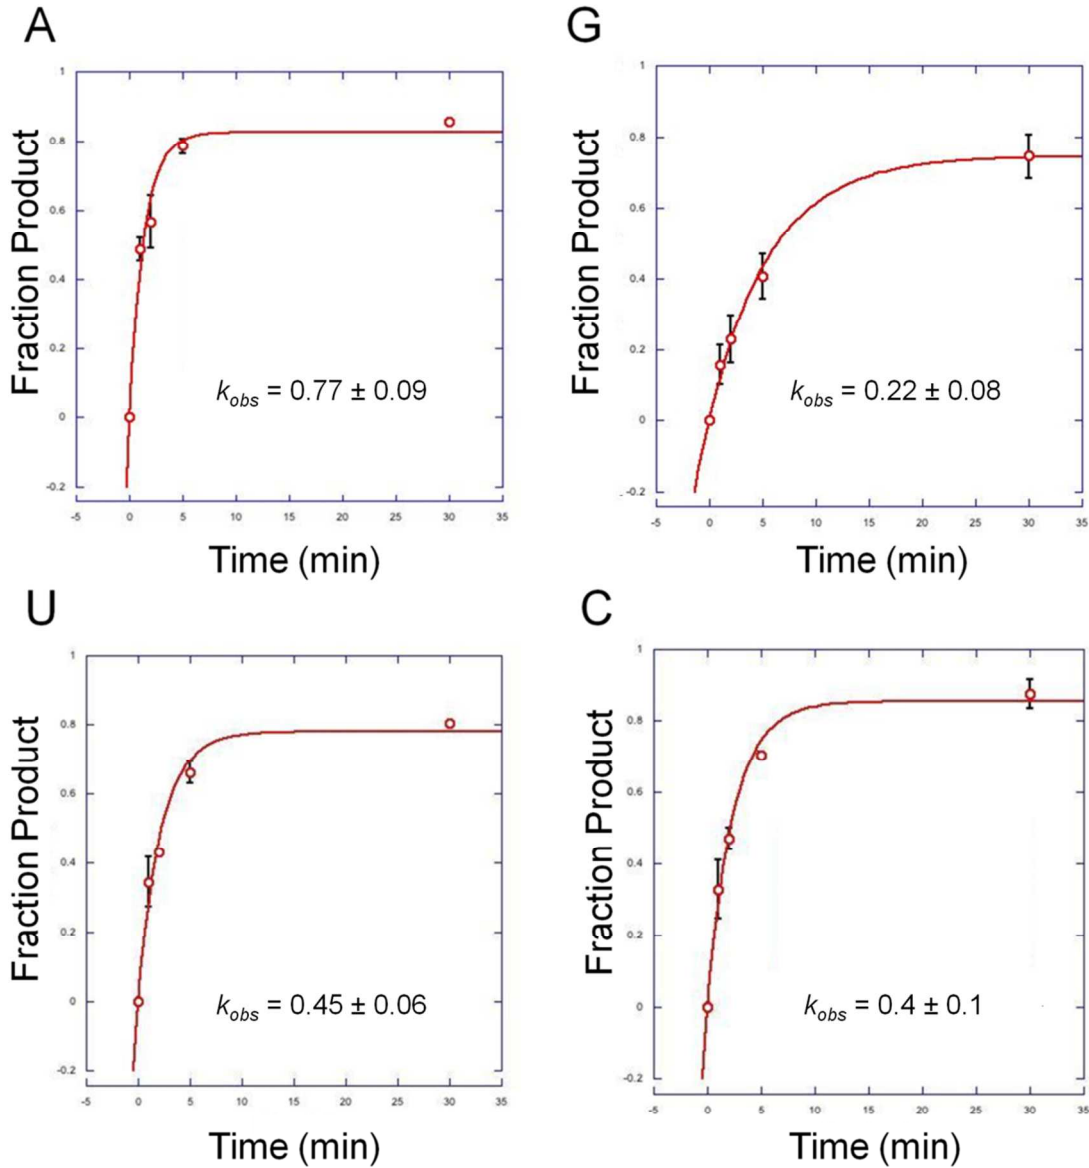 A
1
0.8
0.6
0.4
0.2
0
-0.2
-5 0 5 10 15 20 25 30 35
Fraction Product
k_obs = 0.77 ± 0.09
Time (min)
G
1
0.8
0.6
0.4
0.2
0
-0.2
-5 0 5 10 15 20 25 30 35
Fraction Product
k_obs = 0.22 ± 0.08
Time (min)
U
1
0.8
0.6
0.4
0.2
0
-0.2
-5 0 5 10 15 20 25 30 35
Fraction Product
k_obs = 0.45 ± 0.06
Time (min)
C
1
0.8
0.6
0.4
0.2
0
-0.2
-5 0 5 10 15 20 25 30 35
Fraction Product
k_obs = 0.4 ± 0.1
Time (min)